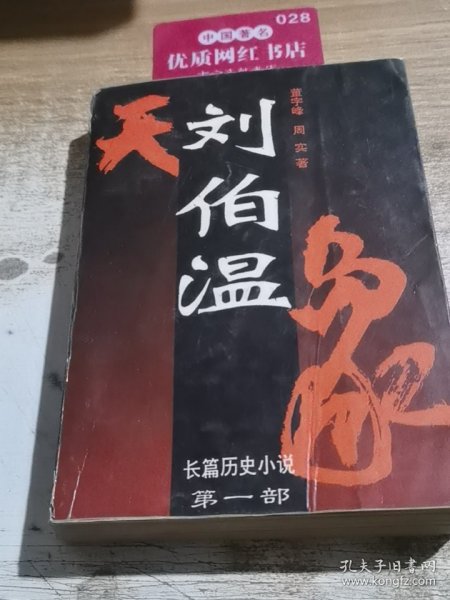 028
中国著名
优质网红书店
董宇峰 周实 著
天
刘伯温
象
长篇历史小说
第一部
孔夫子旧书网
www.kongfz.com